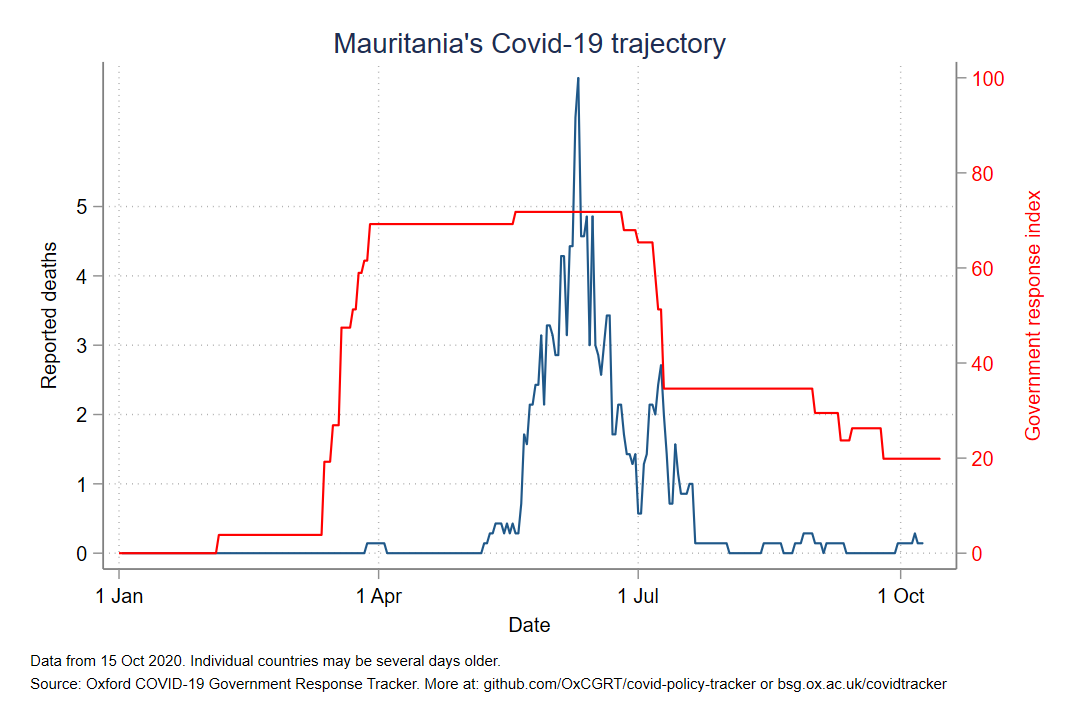 Mauritania's Covid-19 trajectory
Reported deaths
5
4
3
2
1
0
100
80
60
40
20
0
Government response index
1 Jan
1 Apr
1 Jul
1 Oct
Date
Data from 15 Oct 2020. Individual countries may be several days older.
Source: Oxford COVID-19 Government Response Tracker. More at: github.com/OxCGRT/covid-policy-tracker or bsg.ox.ac.uk/covidtracker